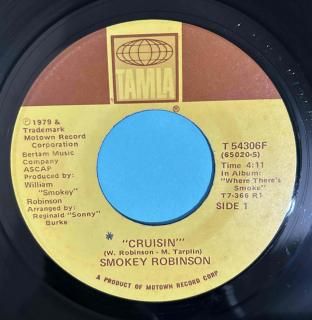 TAMLA
®
℗ 1979 &
Trademark
Motown Record
Corporation
Bertam Music
Company
ASCAP
Produced by:
William
"Smokey"
Robinson
Arranged by:
Reginald "Sonny"
Burke
T 54306F
(65020-S)
Time 4:11
In Album:
"Where There's
Smoke"
T7-366 R1
SIDE 1
* "CRUISIN'"
(W. Robinson - M. Tarplin)
SMOKEY ROBINSON
A PRODUCT OF MOTOWN RECORD CORP.